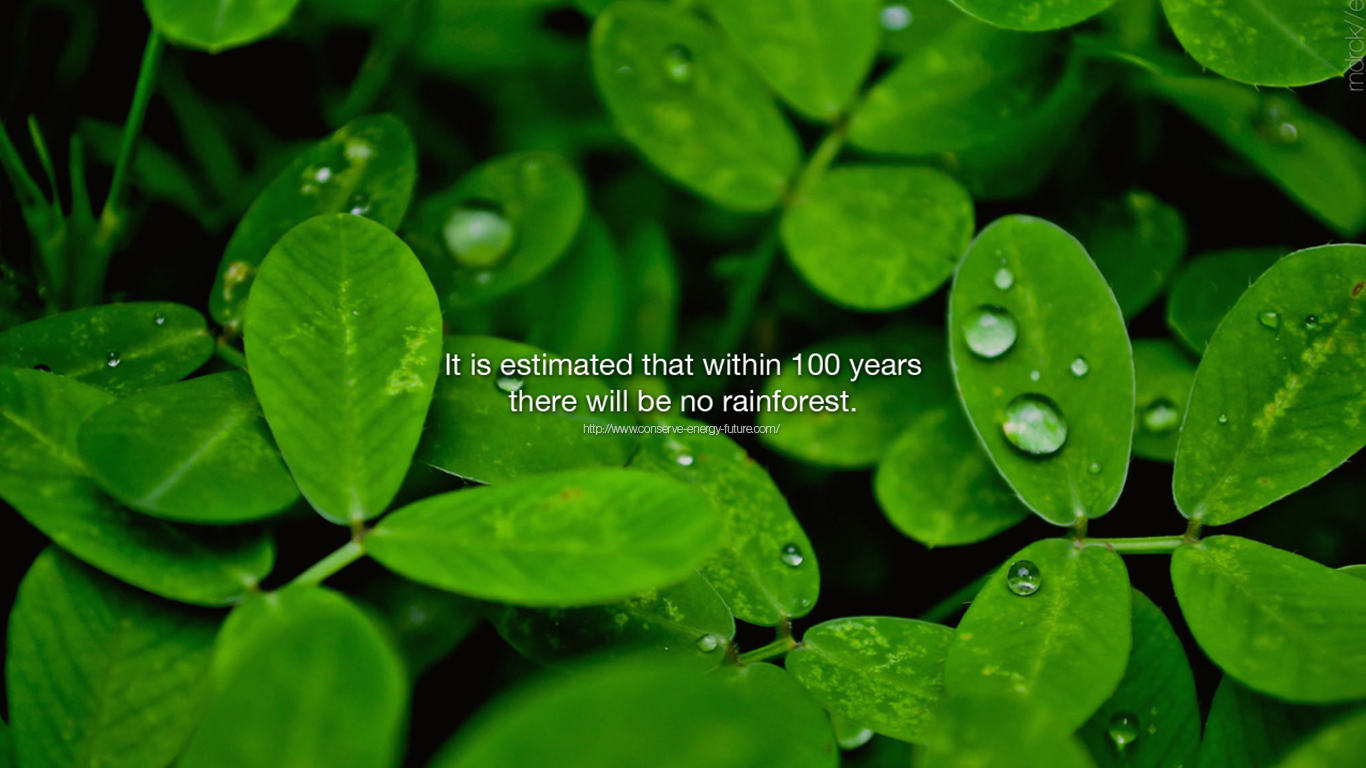 It is estimated that within 100 years
there will be no rainforest.
http://www.conserve-energy-future.com/